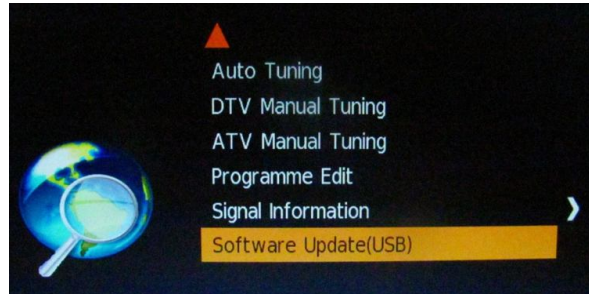 Auto Tuning
DTV Manual Tuning
ATV Manual Tuning
Programme Edit
Signal Information
Software Update(USB)